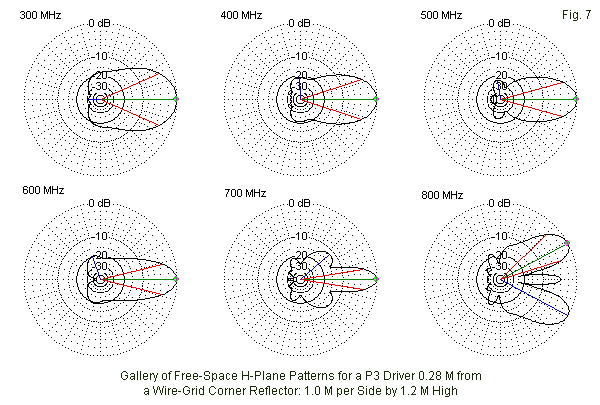 300 MHz
0 dB
-10
-20
-30
400 MHz
0 dB
-10
-20
-30
500 MHz
0 dB
-10
-20
-30
Fig. 7
600 MHz
0 dB
-10
-20
-30
700 MHz
0 dB
-10
-20
-30
800 MHz
0 dB
-10
-20
-30
Gallery of Free-Space H-Plane Patterns for a P3 Driver 0.28 M from
a Wire-Grid Corner Reflector: 1.0 M per Side by 1.2 M High